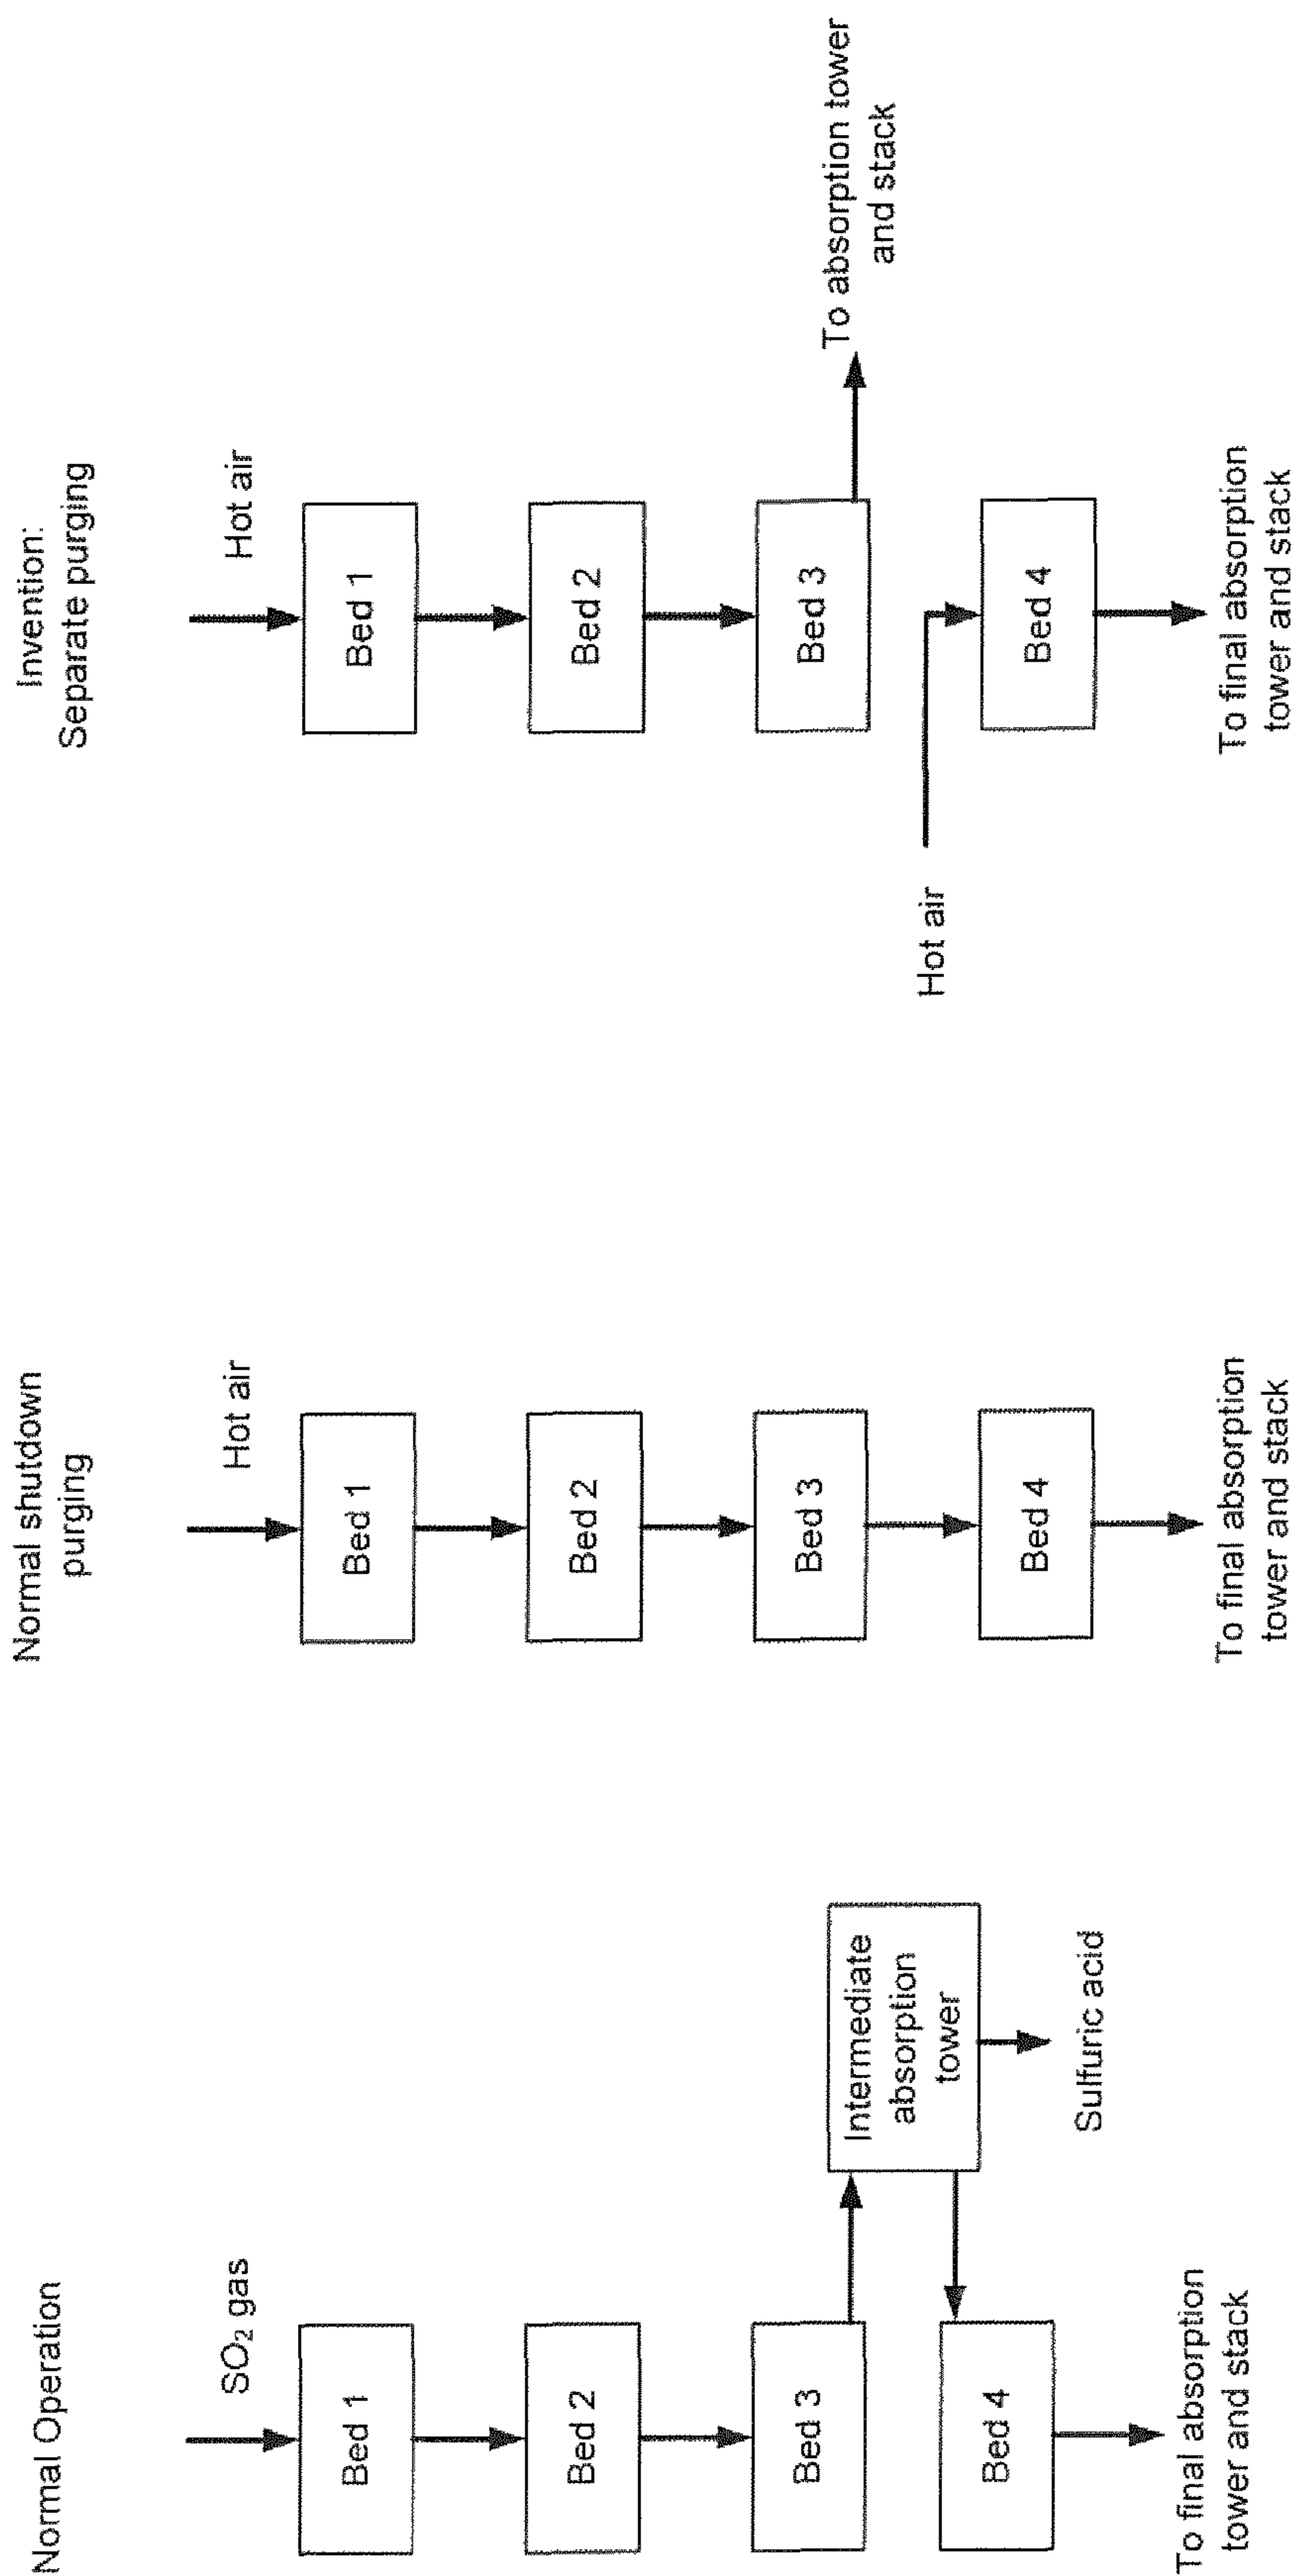 Normal Operation
SO₂ gas
Bed 1
Bed 2
Bed 3
Intermediate
absorption
tower
Sulfuric acid
Bed 4
To final absorption
tower and stack
Normal shutdown
purging
Hot air
Bed 1
Bed 2
Bed 3
Bed 4
To final absorption
tower and stack
Invention:
Separate purging
Hot air
Bed 1
Bed 2
Bed 3
To absorption tower
and stack
Hot air
Bed 4
To final absorption
tower and stack